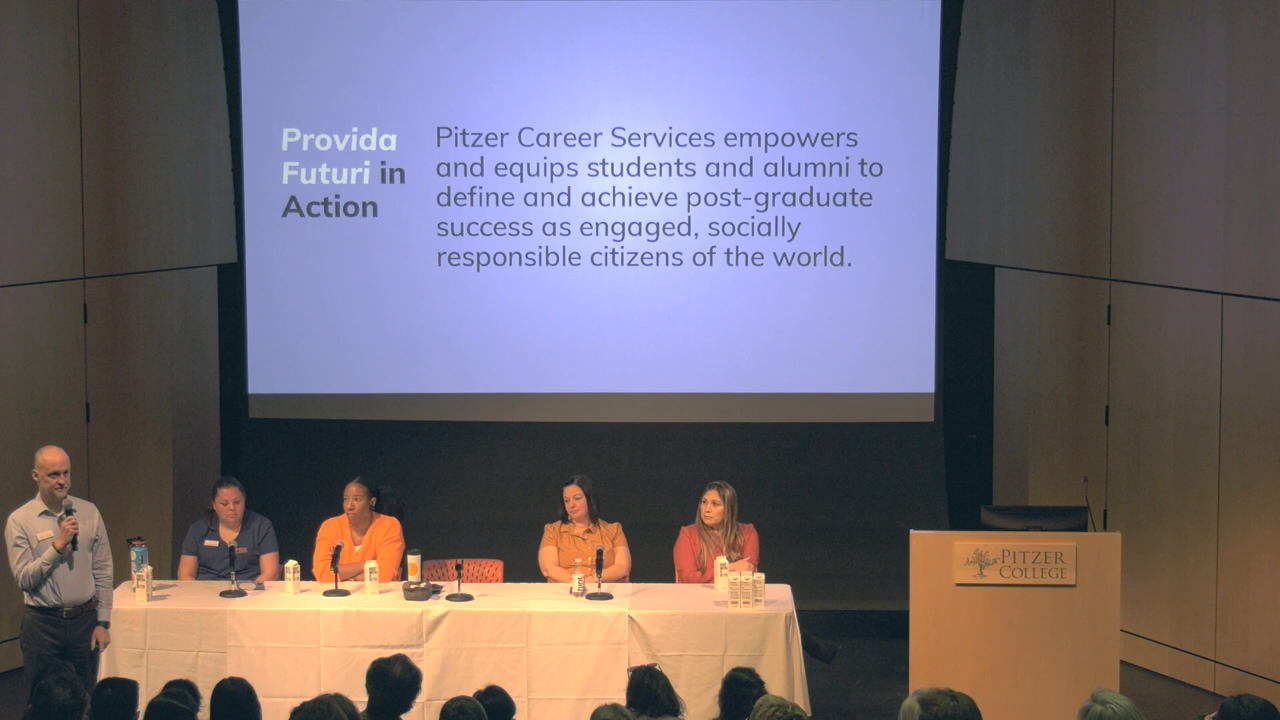 Provida
Futuri in
Action
Pitzer Career Services empowers
and equips students and alumni to
define and achieve post-graduate
success as engaged, socially
responsible citizens of the world.
PITZER
COLLEGE